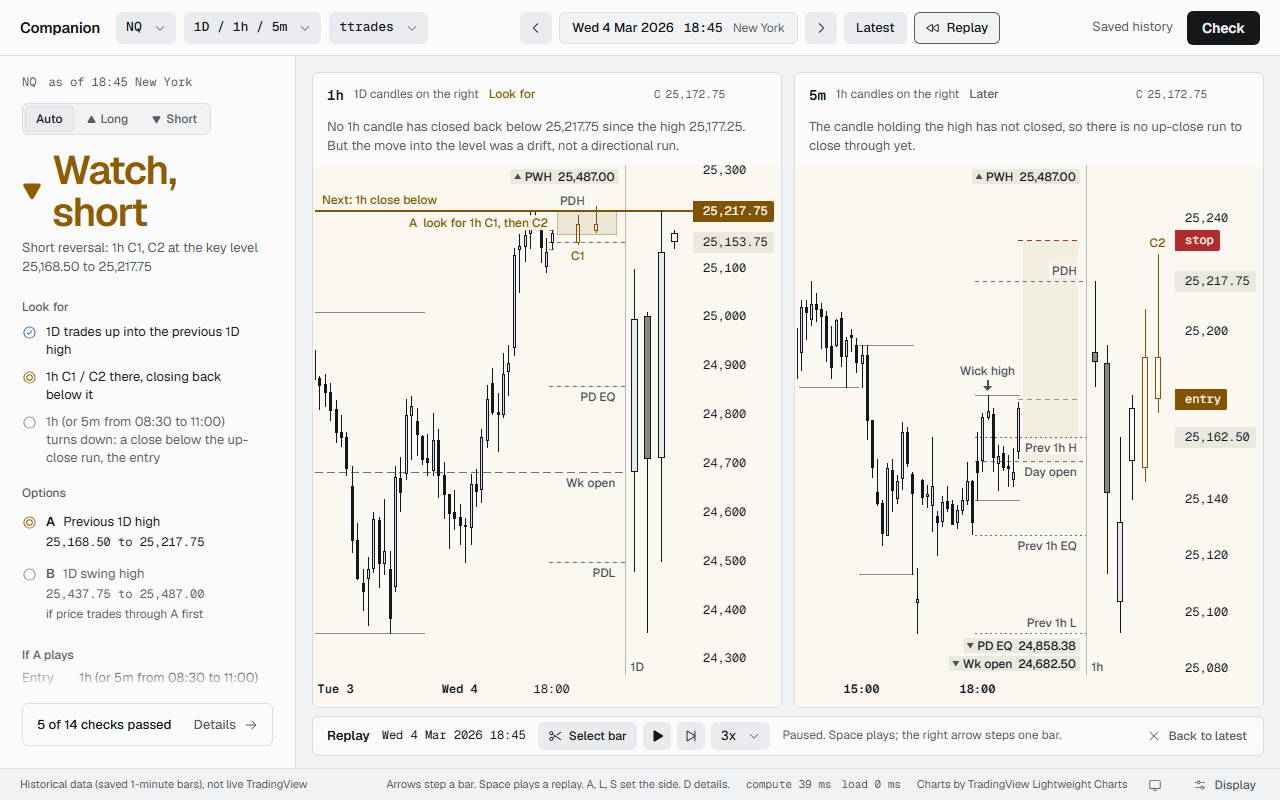 Companion
NQ
1D / 1h / 5m
ttrades
Wed 4 Mar 2026 18:45 New York
Latest
Replay
Saved history
Check
NQ as of 18:45 New York
Auto
Long
Short
Watch,
short
Short reversal: 1h C1, C2 at the key level
25,168.50 to 25,217.75
Look for
1D trades up into the previous 1D
high
1h C1 / C2 there, closing back
below it
1h (or 5m from 08:30 to 11:00)
turns down: a close below the up-
close run, the entry
Options
A Previous 1D high
25,168.50 to 25,217.75
B 1D swing high
25,437.75 to 25,487.00
if price trades through A first
If A plays
Entry 1h (or 5m from 08:30 to 11:00)
5 of 14 checks passed
Details
1h 1D candles on the right Look for C 25,172.75
No 1h candle has closed back below 25,217.75 since the high 25,177.25.
But the move into the level was a drift, not a directional run.
PWH 25,487.00
25,300
Next: 1h close below
PDH
25,217.75
A look for 1h C1, then C2
25,153.75
C1
25,100
25,000
24,900
PD EQ
24,800
24,700
Wk open
24,600
24,500
PDL
24,400
24,300
1D
Tue 3
Wed 4
18:00
5m 1h candles on the right Later C 25,172.75
The candle holding the high has not closed, so there is no up-close run to
close through yet.
PWH 25,487.00
25,240
stop
C2
PDH
25,217.75
25,200
Wick high
entry
25,162.50
Prev 1h H
Day open
25,140
Prev 1h EQ
25,120
25,100
Prev 1h L
PD EQ 24,858.38
Wk open 24,682.50
1h
25,080
15:00
18:00
Replay
Wed 4 Mar 2026 18:45
Select bar
3x
Paused. Space plays; the right arrow steps one bar.
Back to latest
Historical data (saved 1-minute bars), not live TradingView
Arrows step a bar. Space plays a replay. A, L, S set the side. D details.
compute 39 ms load 0 ms
Charts by TradingView Lightweight Charts
Display